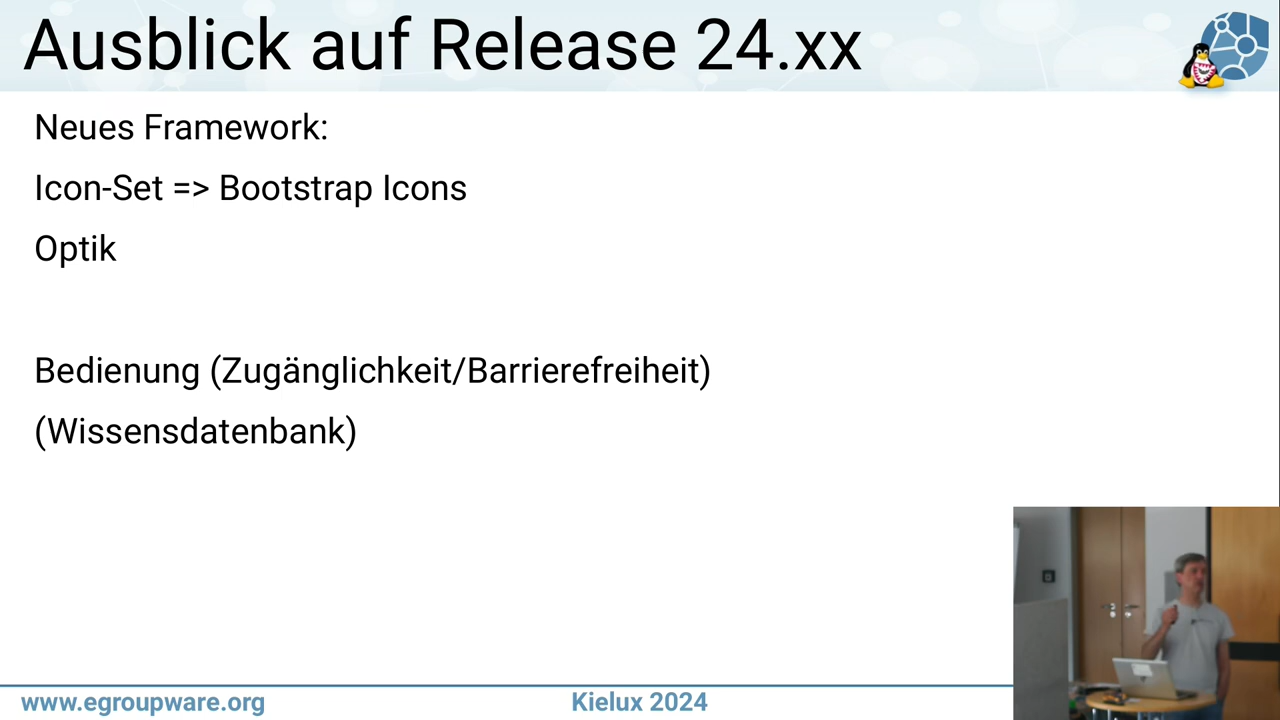 Ausblick auf Release 24.xx
Neues Framework:
Icon-Set => Bootstrap Icons
Optik
Bedienung (Zugänglichkeit/Barrierefreiheit)
(Wissensdatenbank)
www.egroupware.org
Kielux 2024